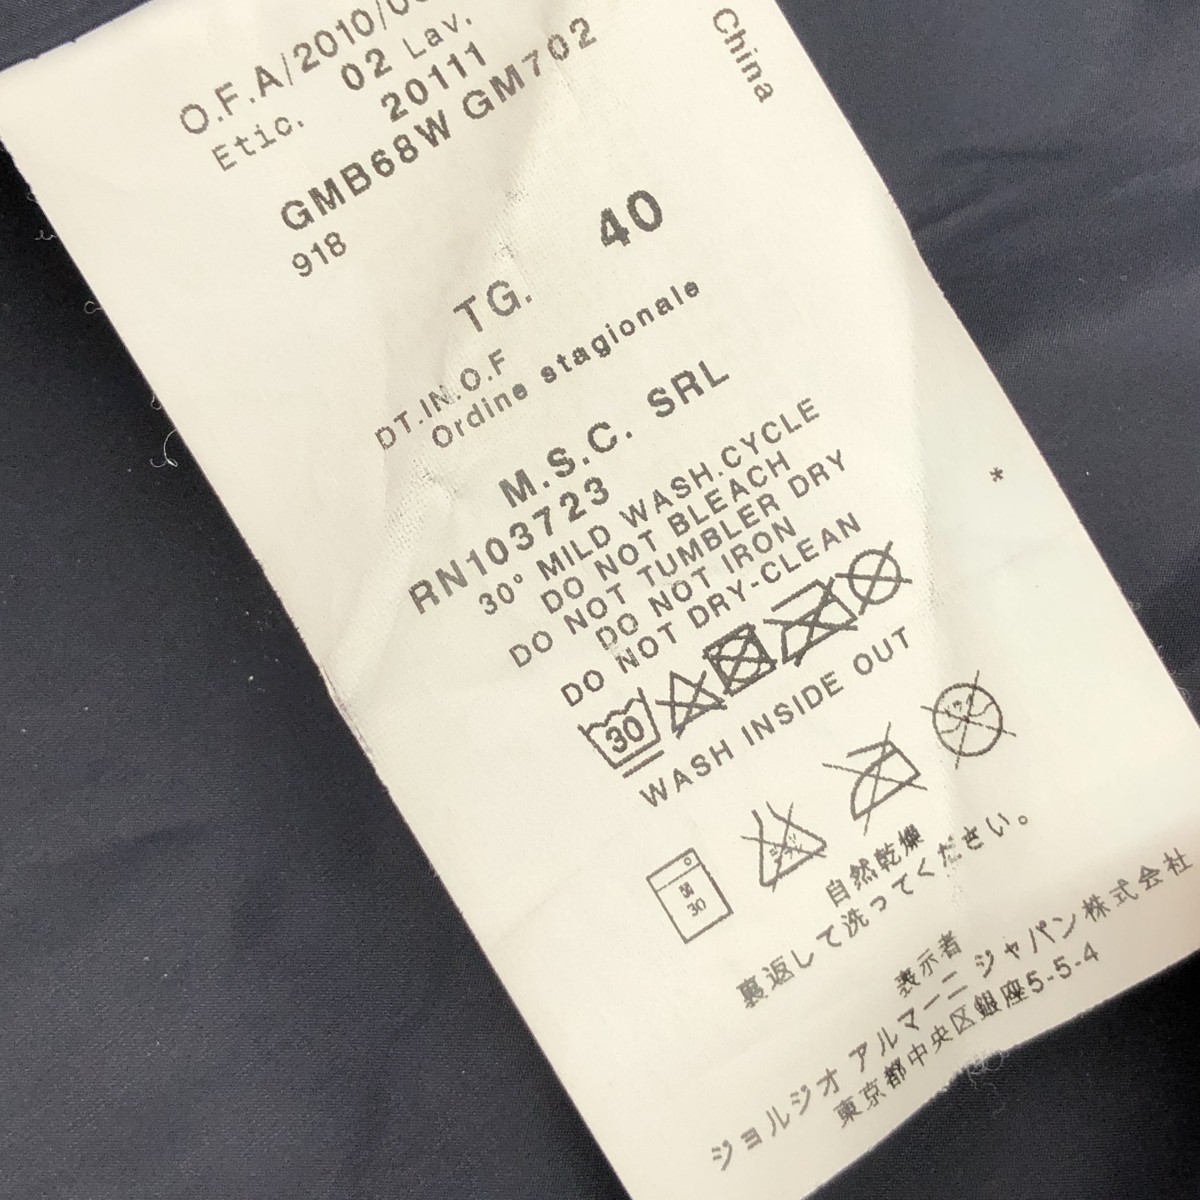 O.F.A/2010/0
Etic. 02 Lav.
20111
GMB68W GM702
918
China
TG. 40
DT.IN.O.F
Ordine stagionale
M.S.C. SRL
RN103723
30° MILD WASH.CYCLE
DO NOT BLEACH
DO NOT TUMBLER DRY
DO NOT IRON
DO NOT DRY-CLEAN
30
WASH INSIDE OUT
*
弱
30
自然乾燥
裏返して洗ってください。
表示者
ジョルジオ アルマーニ ジャパン株式会社
東京都中央区銀座5-5-4